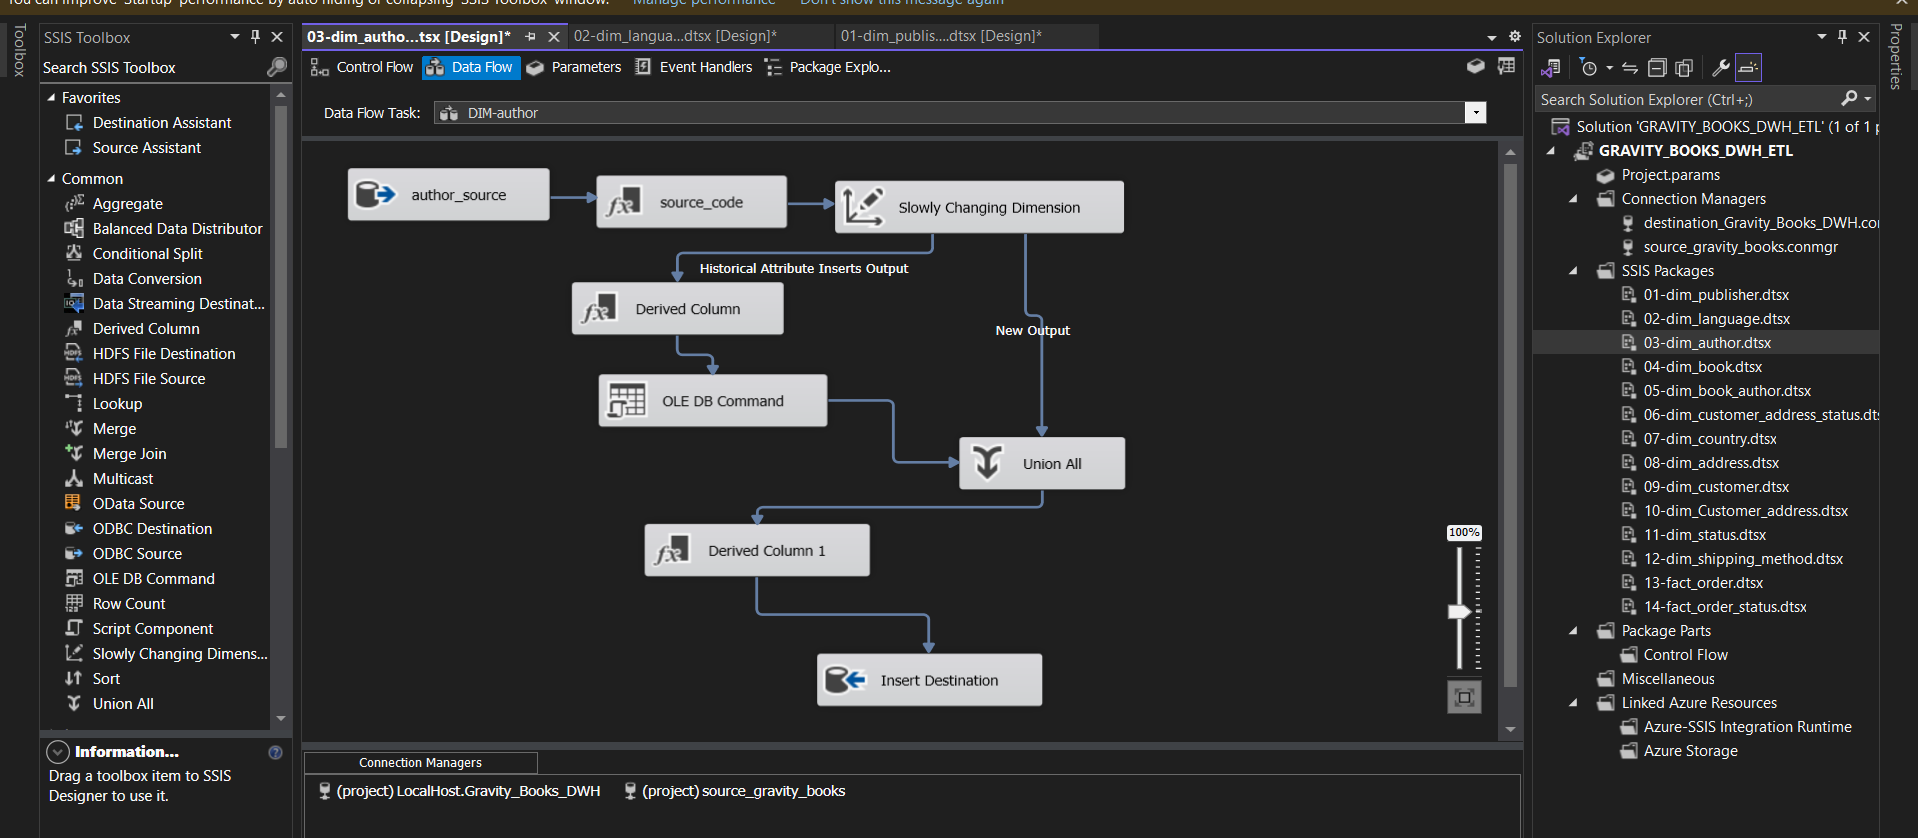 You can improve 'Startup' performance by auto hiding or collapsing 'SSIS Toolbox' window. Manage performance Don't show this message again
Toolbox
SSIS Toolbox
Search SSIS Toolbox
Favorites
Destination Assistant
Source Assistant
Common
Aggregate
Balanced Data Distributor
Conditional Split
Data Conversion
Data Streaming Destinat...
Derived Column
HDFS File Destination
HDFS File Source
Lookup
Merge
Merge Join
Multicast
OData Source
ODBC Destination
ODBC Source
OLE DB Command
Row Count
Script Component
Slowly Changing Dimens...
Sort
Union All
Information...
Drag a toolbox item to SSIS
Designer to use it.
03-dim_autho...tsx [Design]*
02-dim_langua...dtsx [Design]*
01-dim_publis....dtsx [Design]*
Control Flow
Data Flow
Parameters
Event Handlers
Package Explo...
Data Flow Task:
DIM-author
author_source
source_code
Slowly Changing Dimension
Historical Attribute Inserts Output
Derived Column
New Output
OLE DB Command
Union All
Derived Column 1
Insert Destination
100%
Connection Managers
(project) LocalHost.Gravity_Books_DWH
(project) source_gravity_books
Solution Explorer
Search Solution Explorer (Ctrl+;)
Solution 'GRAVITY_BOOKS_DWH_ETL' (1 of 1 p
GRAVITY_BOOKS_DWH_ETL
Project.params
Connection Managers
destination_Gravity_Books_DWH.co
source_gravity_books.conmgr
SSIS Packages
01-dim_publisher.dtsx
02-dim_language.dtsx
03-dim_author.dtsx
04-dim_book.dtsx
05-dim_book_author.dtsx
06-dim_customer_address_status.dts
07-dim_country.dtsx
08-dim_address.dtsx
09-dim_customer.dtsx
10-dim_Customer_address.dtsx
11-dim_status.dtsx
12-dim_shipping_method.dtsx
13-fact_order.dtsx
14-fact_order_status.dtsx
Package Parts
Control Flow
Miscellaneous
Linked Azure Resources
Azure-SSIS Integration Runtime
Azure Storage
Properties